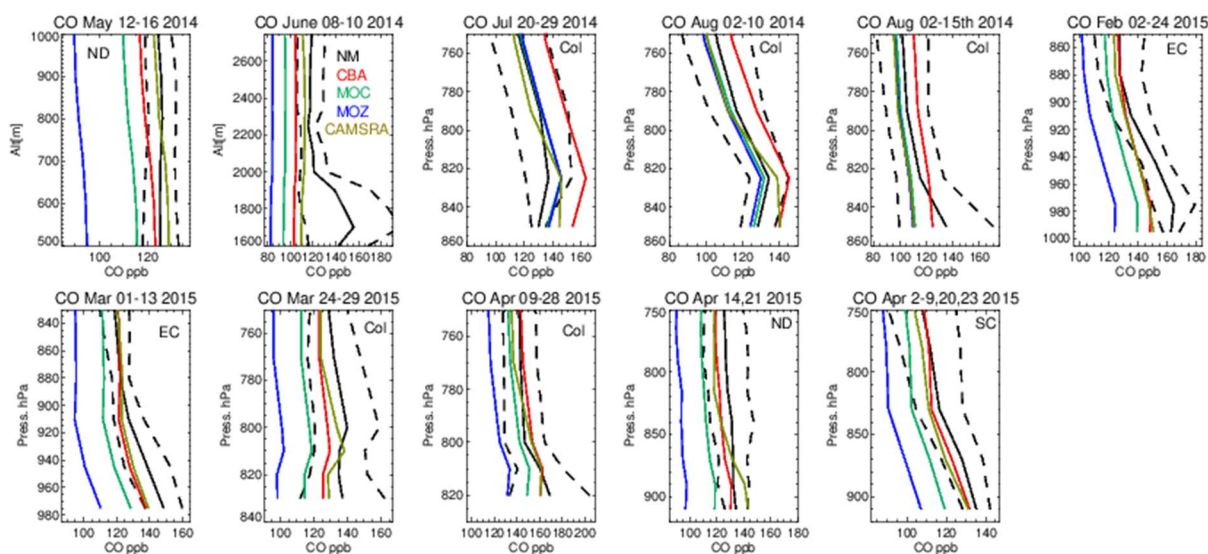 CO May 12-16 2014
CO June 08-10 2014
CO Jul 20-29 2014
CO Aug 02-10 2014
CO Aug 02-15th 2014
CO Feb 02-24 2015
1000
900
800
700
600
500
Alt[m]
ND
100
120
CO ppb
2600
2400
2200
2000
1800
1600
Alt[m]
NM
CBA
MOC
MOZ
CAMSRA
80 100 120 140 160 180
CO ppb
760
780
800
820
840
860
Press. hPa
Col
80 100 120 140 160
CO ppb
760
780
800
820
840
860
Press. hPa
Col
80 100 120 140 160
CO ppb
760
780
800
820
840
860
Press. hPa
Col
80 100 120 140 160
CO ppb
860
880
900
920
940
960
980
1000
Press. hPa
EC
100 120 140 160 180
CO ppb
CO Mar 01-13 2015
CO Mar 24-29 2015
CO Apr 09-28 2015
CO Apr 14,21 2015
CO Apr 2-9,20,23 2015
840
860
880
900
920
940
960
980
Press. hPa
EC
100 120 140 160
CO ppb
760
780
800
820
840
Press. hPa
Col
100 120 140 160
CO ppb
760
780
800
820
Press. hPa
Col
100 120 140 160 180 200
CO ppb
750
800
850
900
Press. hPa
ND
100 120 140 160 180
CO ppb
750
800
850
900
Press. hPa
SC
100 120 140
CO ppb